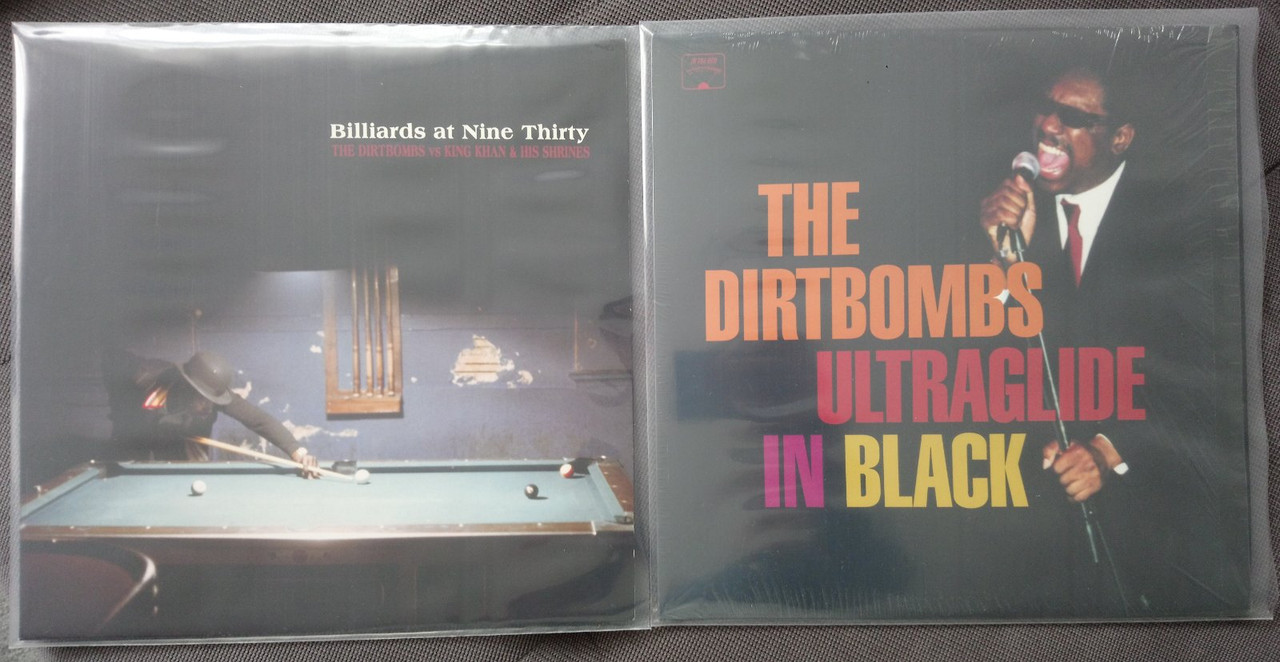 Billiards at Nine Thirty
THE DIRTBOMBS vs KING KHAN & HIS SHRINES
THE
DIRTBOMBS
ULTRAGLIDE
IN BLACK